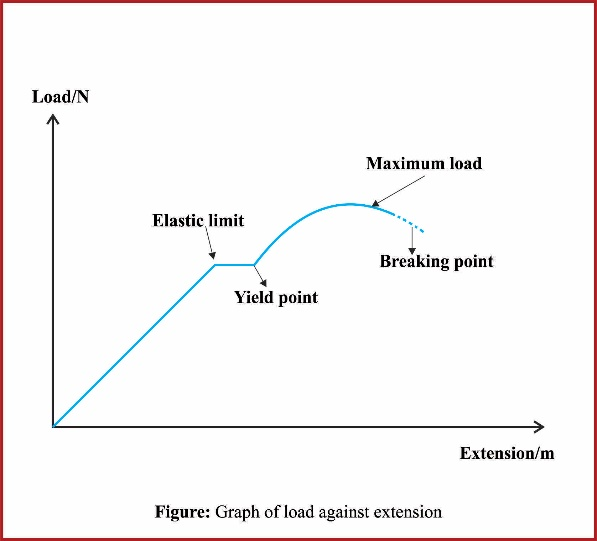 Load/N
Maximum load
Elastic limit
Breaking point
Yield point
Extension/m
Figure: Graph of load against extension